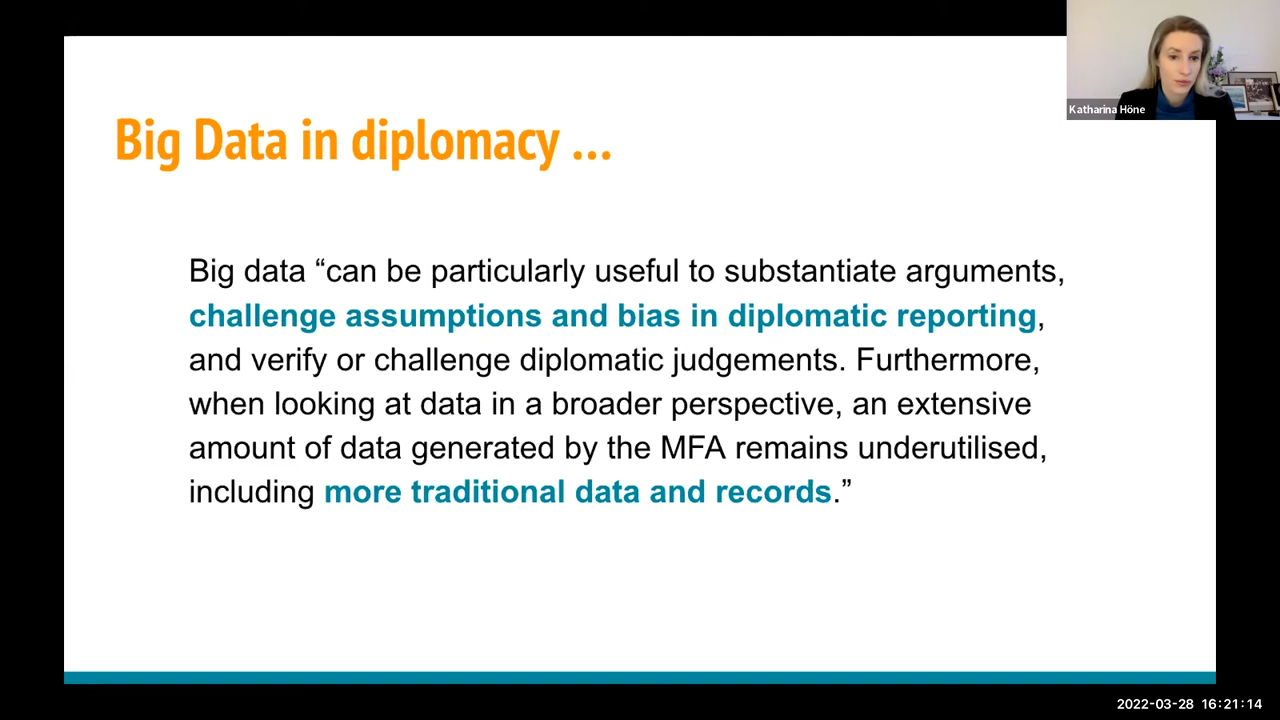 Katharina Höne
Big Data in diplomacy ...
Big data “can be particularly useful to substantiate arguments,
challenge assumptions and bias in diplomatic reporting,
and verify or challenge diplomatic judgements. Furthermore,
when looking at data in a broader perspective, an extensive
amount of data generated by the MFA remains underutilised,
including more traditional data and records.”
2022-03-28 16:21:14